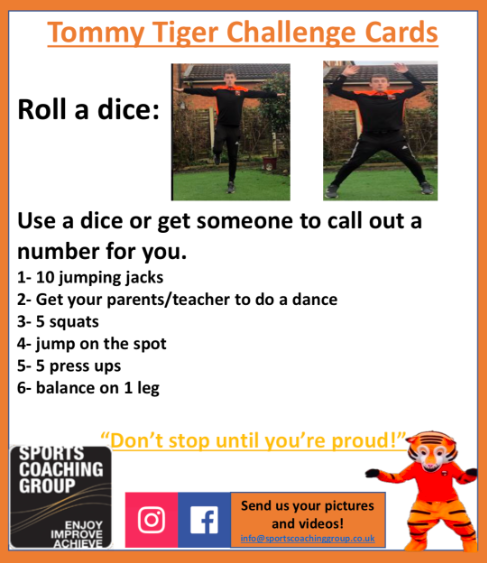 Tommy Tiger Challenge Cards
Roll a dice:
Use a dice or get someone to call out a
number for you.
1- 10 jumping jacks
2- Get your parents/teacher to do a dance
3- 5 squats
4- jump on the spot
5- 5 press ups
6- balance on 1 leg
“Don’t stop until you’re proud!”
SPORTS
COACHING
GROUP
ENJOY
IMPROVE
ACHIEVE
Send us your pictures
and videos!
info@sportscoachinggroup.co.uk